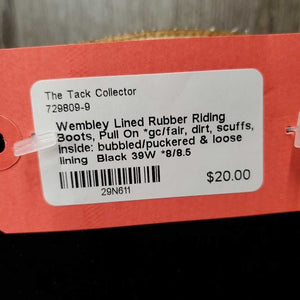 The Tack Collector
729809-9
Wembley Lined Rubber Riding
Boots, Pull On *gc/fair, dirt, scuffs,
inside: bubbled/puckered & loose
lining Black 39W *8/8.5
29N611
$20.00